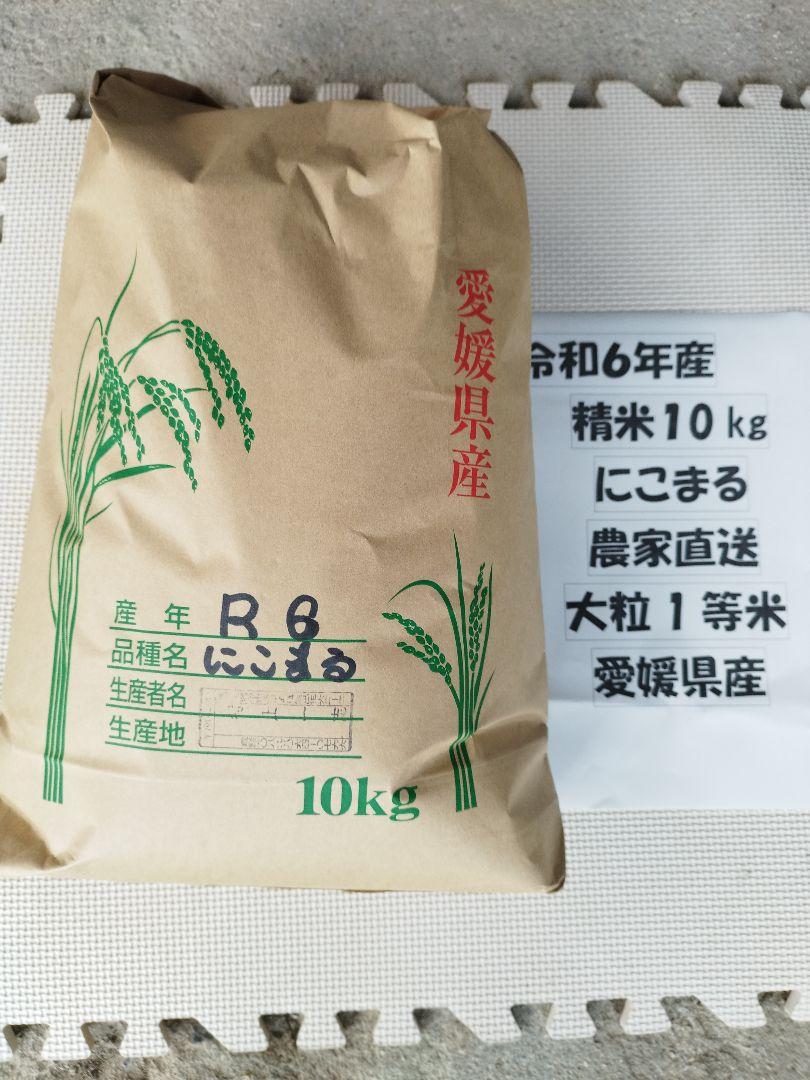 愛媛県産
産年 R6
品種名 にこまる
生産者名
生産地
10kg
令和6年産
精米10kg
にこまる
農家直送
大粒1等米
愛媛県産